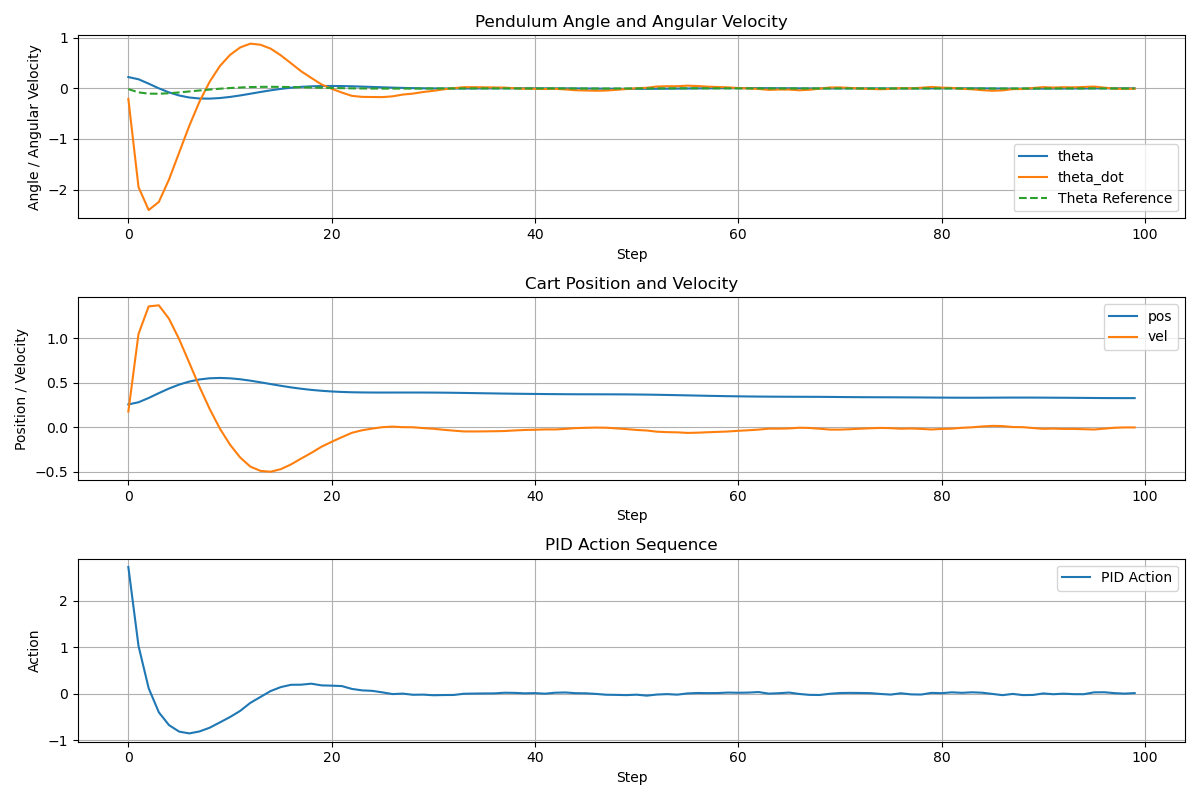 Pendulum Angle and Angular Velocity
Angle / Angular Velocity
1
0
−1
−2
theta
theta_dot
Theta Reference
0 20 40 60 80 100
Step
Cart Position and Velocity
Position / Velocity
1.0
0.5
0.0
−0.5
pos
vel
0 20 40 60 80 100
Step
PID Action Sequence
Action
2
1
0
−1
PID Action
0 20 40 60 80 100
Step